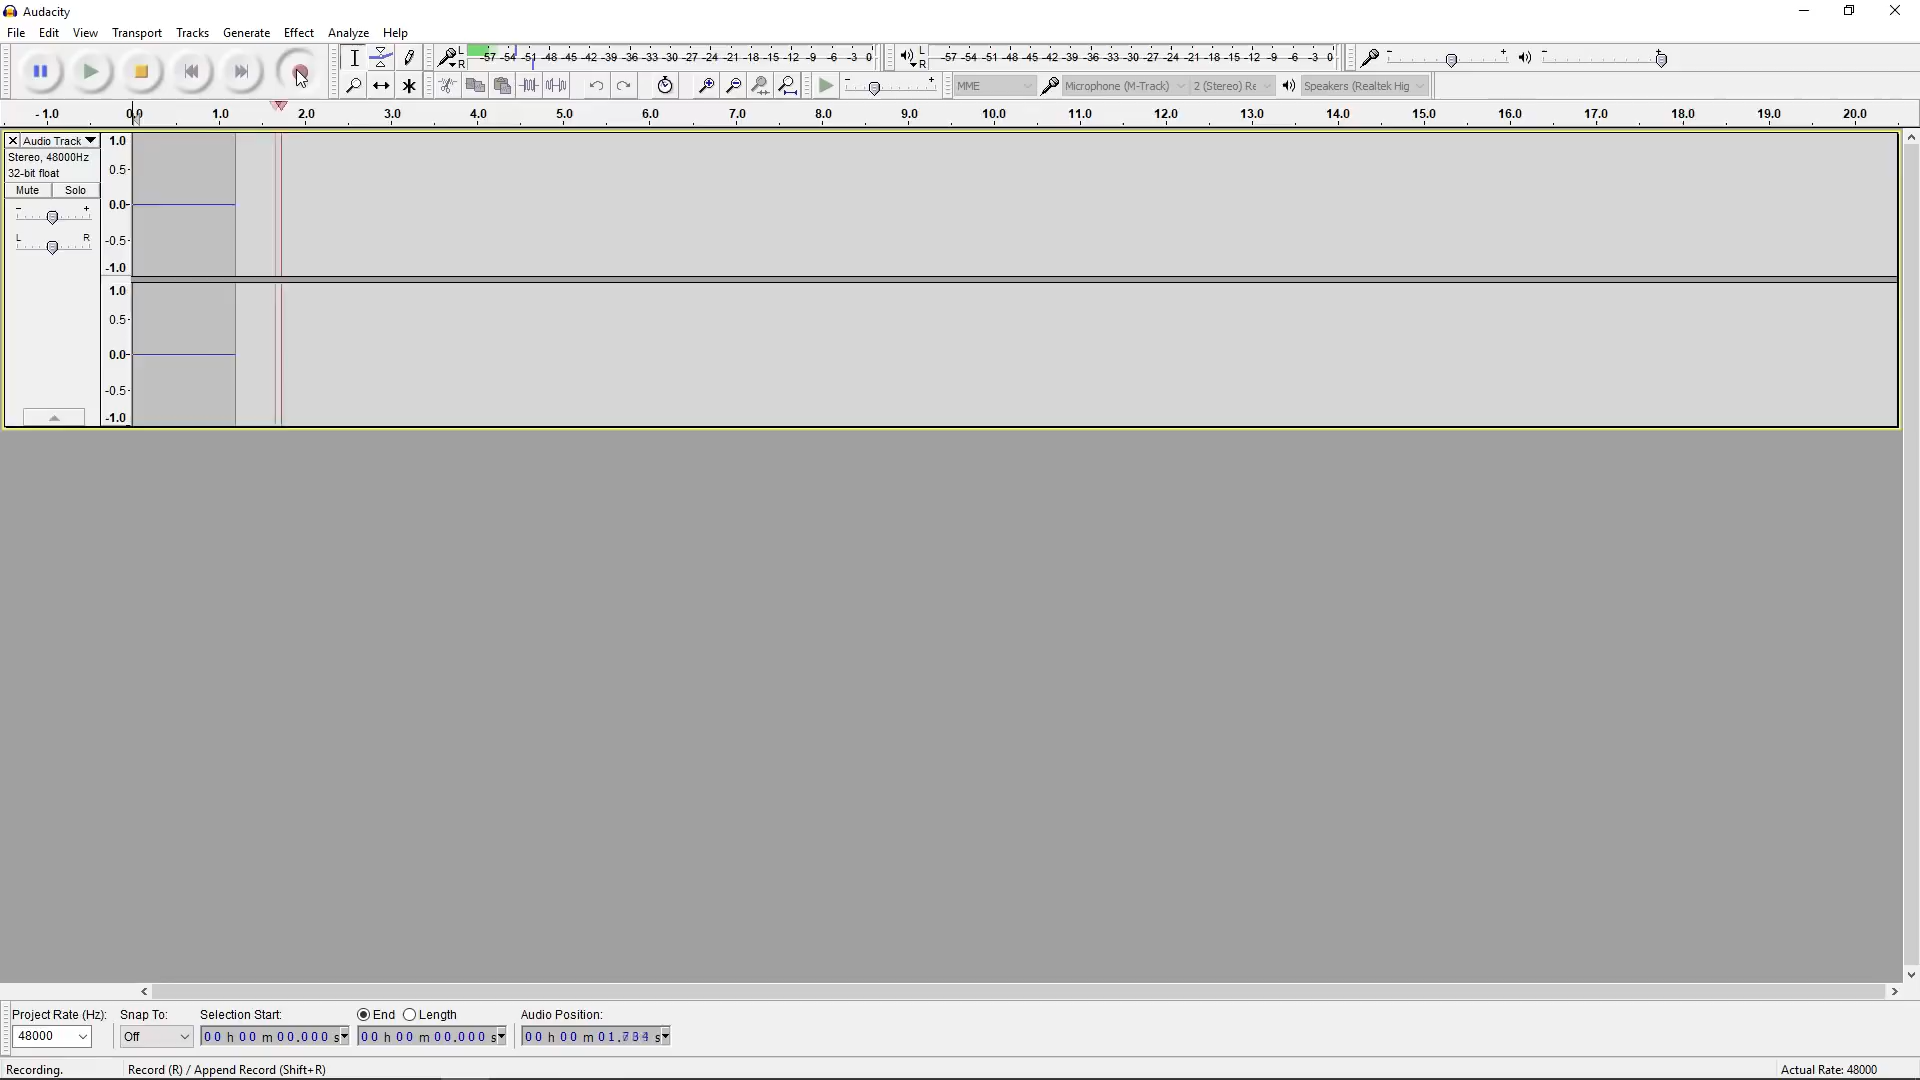 Audacity
File Edit View Transport Tracks Generate Effect Analyze Help
L
R
-57 -54 -51 -48 -45 -42 -39 -36 -33 -30 -27 -24 -21 -18 -15 -12 -9 -6 -3 0
L
R
-57 -54 -51 -48 -45 -42 -39 -36 -33 -30 -27 -24 -21 -18 -15 -12 -9 -6 -3 0
- +
- +
- +
MME
Microphone (M-Track)
2 (Stereo) Re
Speakers (Realtek Hig
-1.0 0.0 1.0 2.0 3.0 4.0 5.0 6.0 7.0 8.0 9.0 10.0 11.0 12.0 13.0 14.0 15.0 16.0 17.0 18.0 19.0 20.0
Audio Track
Stereo, 48000Hz
32-bit float
Mute Solo
- +
L R
1.0
0.5-
0.0-
-0.5-
-1.0
1.0
0.5-
0.0-
-0.5-
-1.0
Project Rate (Hz): Snap To: Selection Start: End Length Audio Position:
48000 Off 00 h 00 m 00.000 s 00 h 00 m 00.000 s 00 h 00 m 01.734 s
Recording. Record (R) / Append Record (Shift+R) Actual Rate: 48000